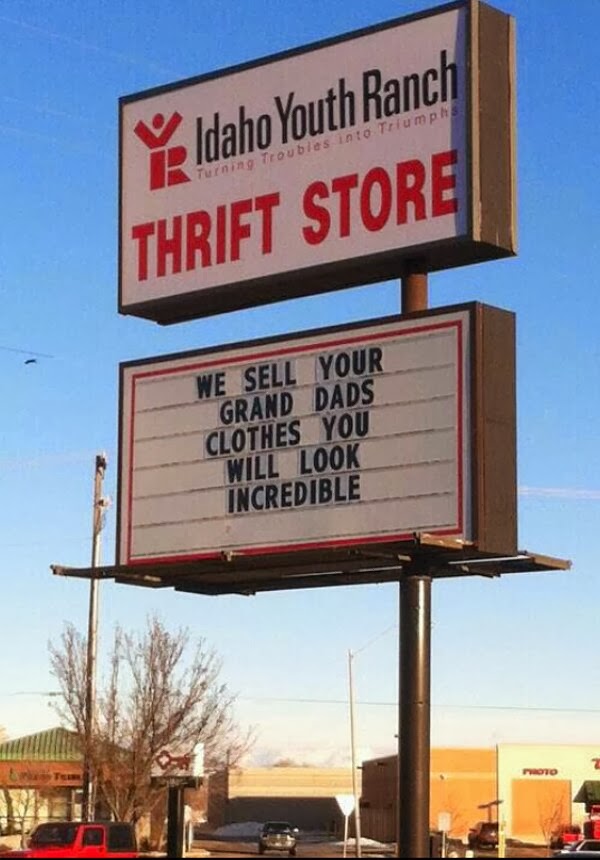 Idaho Youth Ranch
Turning Troubles into Triumphs
THRIFT STORE
WE SELL YOUR
GRAND DADS
CLOTHES YOU
WILL LOOK
INCREDIBLE
PHOTO